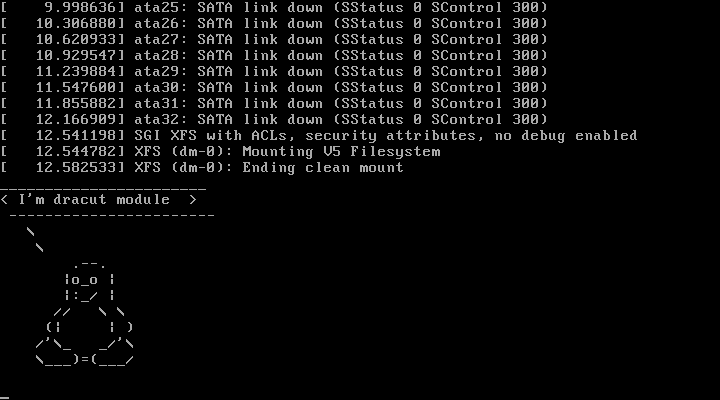 [    9.998636] ata25: SATA link down (SStatus 0 SControl 300)
[   10.306880] ata26: SATA link down (SStatus 0 SControl 300)
[   10.620933] ata27: SATA link down (SStatus 0 SControl 300)
[   10.929547] ata28: SATA link down (SStatus 0 SControl 300)
[   11.239884] ata29: SATA link down (SStatus 0 SControl 300)
[   11.547600] ata30: SATA link down (SStatus 0 SControl 300)
[   11.855882] ata31: SATA link down (SStatus 0 SControl 300)
[   12.166909] ata32: SATA link down (SStatus 0 SControl 300)
[   12.541198] SGI XFS with ACLs, security attributes, no debug enabled
[   12.544782] XFS (dm-0): Mounting V5 Filesystem
[   12.582533] XFS (dm-0): Ending clean mount
_______________________
< I'm dracut module  >
 -----------------------
   \
    \
        .--.
       |o_o |
       |:_/ |
      //   \ \
     (|     | )
    /'\_   _/'\
    \___)=(___/